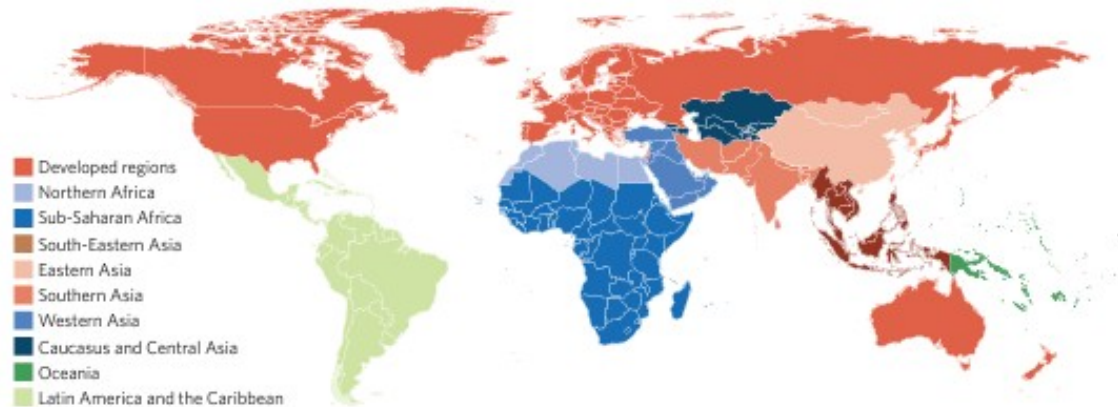 Developed regions
Northern Africa
Sub-Saharan Africa
South-Eastern Asia
Eastern Asia
Southern Asia
Western Asia
Caucasus and Central Asia
Oceania
Latin America and the Caribbean